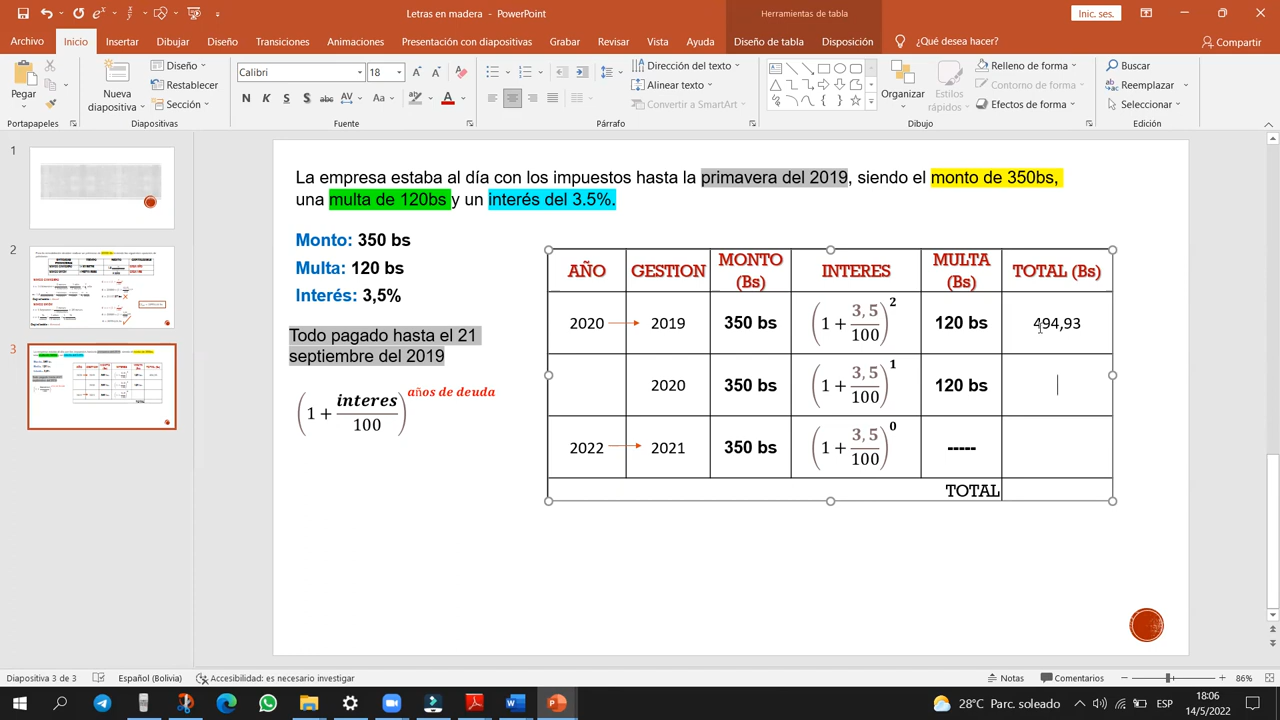 Letras en madera - PowerPoint
Herramientas de tabla
Inic. ses.
Archivo Inicio Insertar Dibujar Diseño Transiciones Animaciones Presentación con diapositivas Grabar Revisar Vista Ayuda Acrobat Diseño de tabla Disposición ¿Qué desea hacer? Compartir
Pegar
Nueva diapositiva
Diseño
Restablecer
Sección
Calibri 18
N K S S abc AV Aa A
Dirección del texto
Alinear texto
Convertir a SmartArt
Organizar
Estilos rápidos
Relleno de forma
Contorno de forma
Efectos de forma
Buscar
Reemplazar
Seleccionar
Portapapeles Diapositivas Fuente Párrafo Dibujo Edición
1
2
3
La empresa estaba al día con los impuestos hasta la primavera del 2019, siendo el monto de 350bs,
una multa de 120bs y un interés del 3.5%.
Monto: 350 bs
Multa: 120 bs
Interés: 3,5%
Todo pagado hasta el 21
septiembre del 2019
(1 + interes/100)^años de deuda
AÑO GESTION MONTO (Bs) INTERES MULTA (Bs) TOTAL (Bs)
2020 2019 350 bs (1 + 3,5/100)^2 120 bs 494,93
2020 350 bs (1 + 3,5/100)^1 120 bs
2022 2021 350 bs (1 + 3,5/100)^0 -----
TOTAL
Diapositiva 3 de 3 Español (Bolivia) Accesibilidad: es necesario investigar Notas Comentarios 86%
28°C Parc. soleado ESP 18:06
14/5/2022